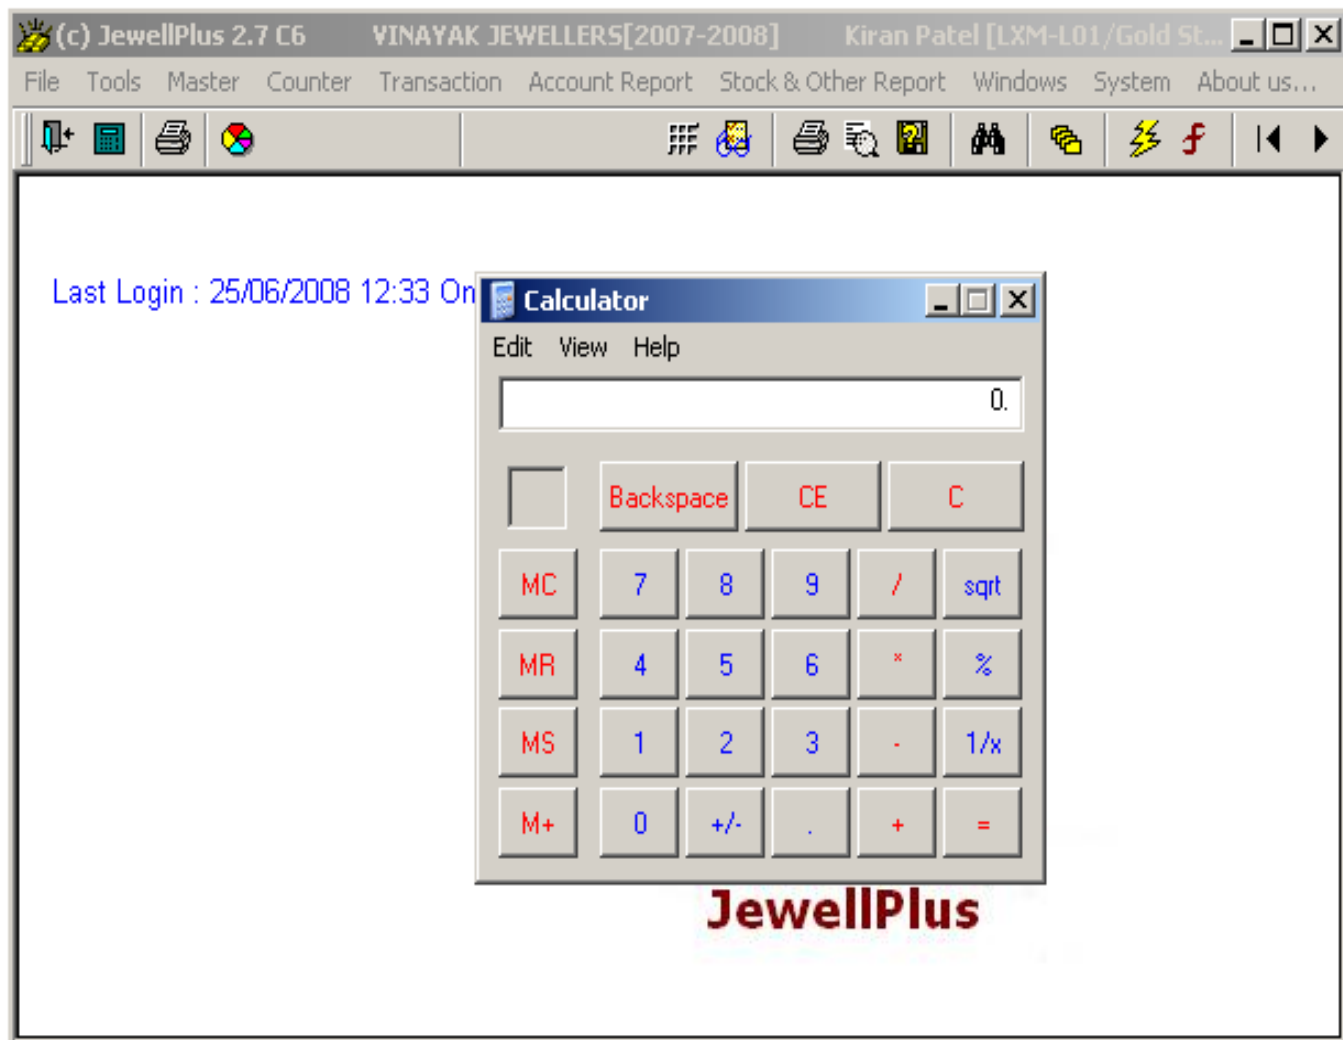 (c) JewellPlus 2.7 C6 VINAYAK JEWELLERS[2007-2008] Kiran Patel [LXM-L01/Gold St...
File Tools Master Counter Transaction Account Report Stock & Other Report Windows System About us...
Last Login : 25/06/2008 12:33 On
Calculator
Edit View Help
0.
Backspace CE C
MC 7 8 9 / sqrt
MR 4 5 6 * %
MS 1 2 3 - 1/x
M+ 0 +/- . + =
JewellPlus